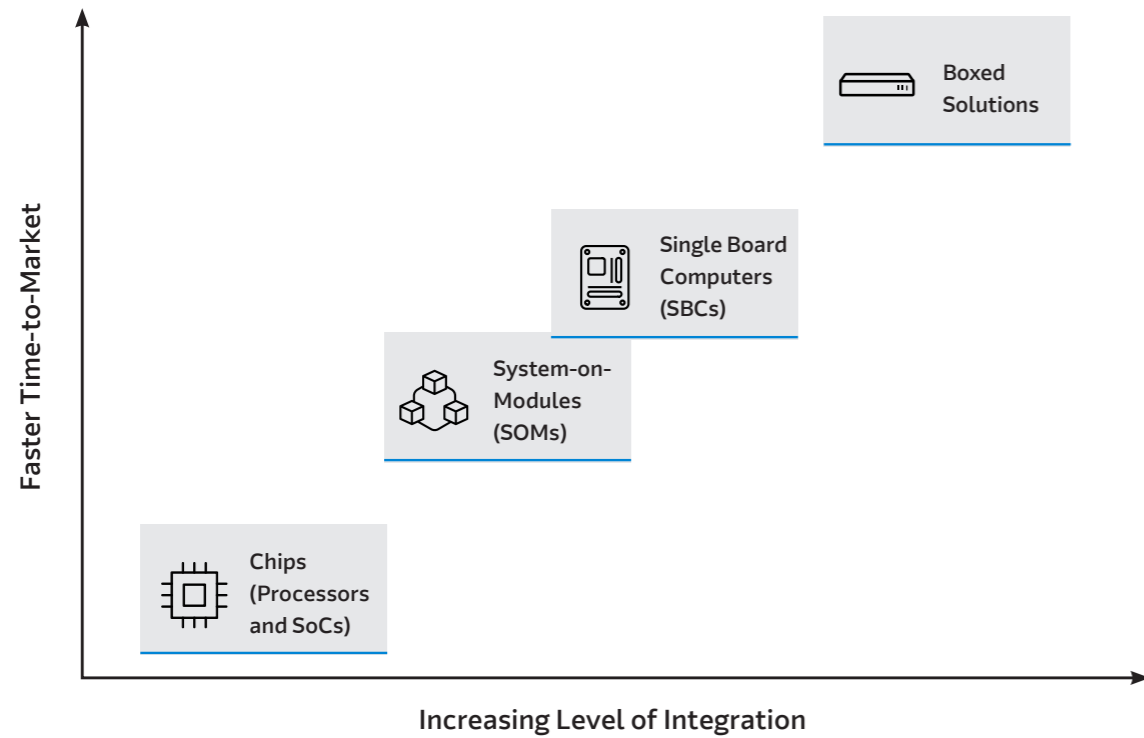 Boxed
Solutions
Single Board
Computers
(SBCs)
System-on-
Modules
(SOMs)
Chips
(Processors
and SoCs)
Faster Time-to-Market
Increasing Level of Integration